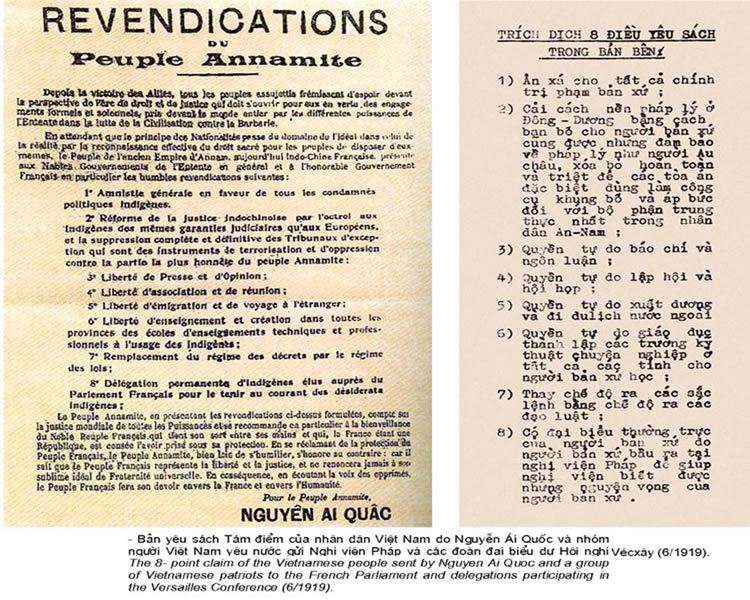 REVENDICATIONS
DU
Peuple Annamite
Depuis la victoire des Alliés, tous les peuples assujettis frémissent d'espoir devant
la perspective de l'ère de droit et de justice qui doit s'ouvrir pour eux en vertu des engage-
ments formels et solennels, pris devant le monde entier par les différentes puissances de
l'Entente dans la lutte de la Civilisation contre la Barbarie.
En attendant que le principe des Nationalités passe du domaine de l'idéal dans celui de
la réalité par la reconnaissance effective du droit sacré pour les peuples de disposer d'eux-
mêmes, le Peuple de l'ancien Empire d'Annam, aujourd'hui Indo-Chine Française, présente
aux Nobles Gouvernements de l'Entente en général et à l'honorable Gouvernement
Français en particulier les humbles revendications suivantes :
1° Amnistie générale en faveur de tous les condamnés
politiques indigènes.
2° Réforme de la justice indochinoise par l'octroi aux
Indigènes des mêmes garanties judiciaires qu'aux Européens,
et la suppression complète et définitive des Tribunaux d'excep-
tion qui sont des instruments de terrorisation et d'oppression
contre la partie la plus honnête du peuple Annamite ;
3° Liberté de Presse et d'Opinion ;
4° Liberté d'association et de réunion ;
5° Liberté d'émigration et de voyage à l'étranger ;
6° Liberté d'enseignement et création dans toutes les
provinces des écoles d'enseignements techniques et profes-
sionnels à l'usage des indigènes ;
7° Remplacement du régime des décrets par le régime
des lois ;
8° Délégation permanente d'indigènes élus auprès du
Parlement Français pour le tenir au courant des désidérata
indigènes ;
Le Peuple Annamite, en présentant les revendications ci-dessus formulées, compte sur
la justice mondiale de toutes les Puissances et se recommande en particulier à la bienveillance
du Noble Peuple Français qui tient son sort entre ses mains et qui, la France étant une
République, est censée l'avoir pris sous sa protection. En se réclamant de la protection du
Peuple Français, le Peuple Annamite, bien loin de s'humilier, s'honore au contraire : car il
sait que le Peuple Français représente la liberté et la justice, et ne renoncera jamais à son
sublime idéal de Fraternité universelle. En conséquence, en écoutant la voix des opprimés,
le Peuple Français fera son devoir envers la France et envers l'Humanité.
Pour le Peuple Annamite,
NGUYỄN AI QUÂC
TRÍCH DỊCH 8 ĐIỀU YÊU SÁCH
TRONG BẢN BÊN:
1) Ân xá cho tất cả chính
trị phạm bản xứ ;
2) Cải cách nền pháp lý ở
Đông - Dương bằng cách
ban bố cho người bản xứ
cũng được nhưng đảm bảo
về pháp lý như người Âu
châu, xóa bỏ hoàn toàn
và triệt để các toà án
đặc biệt dùng làm công
cụ khủng bố và áp bức
đối với bộ phận trung
thực nhất trong nhân
dân An-Nam ;
3) Quyền tự do báo chí và
ngôn luận ;
4) Quyền tự do lập hội và
hội họp ;
5) Quyền tự do xuất dương
và đi du lịch nước ngoài
6) Quyền tự do giáo dục
thành lập các trường kỹ
thuật chuyên nghiệp ở
tất cả các tỉnh cho
người bản xứ học ;
7) Thay chế độ ra các sắc
lệnh bằng chế độ ra các
đạo luật ;
8) Có đại biểu thường trực
của người bản xứ do
người bản xứ bầu ra tại
nghị viện Pháp để giúp
nghị viện biết được
những nguyện vọng của
người bản xứ .
- Bản yêu sách Tám điểm của nhân dân Việt Nam do Nguyễn Ái Quốc và nhóm
người Việt Nam yêu nước gửi Nghị viện Pháp và các đoàn đại biểu dự Hội nghị Vécxây (6/1919).
The 8- point claim of the Vietnamese people sent by Nguyen Ai Quoc and a group
of Vietnamese patriots to the French Parliament and delegations participating in
the Versailles Conference (6/1919).